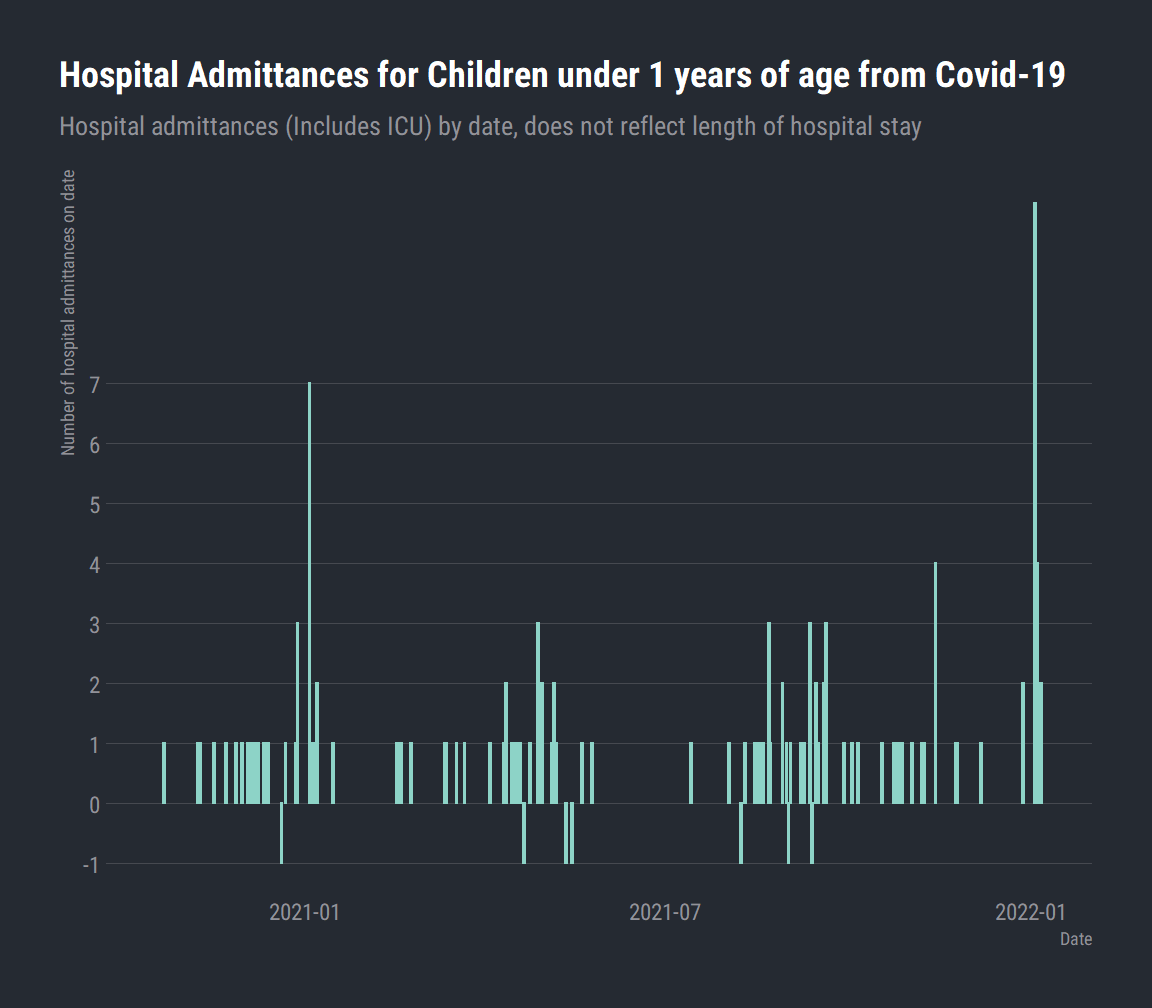 Hospital Admittances for Children under 1 years of age from Covid-19
Hospital admittances (Includes ICU) by date, does not reflect length of hospital stay
Number of hospital admittances on date
7
6
5
4
3
2
1
0
-1
2021-01 2021-07 2022-01
Date